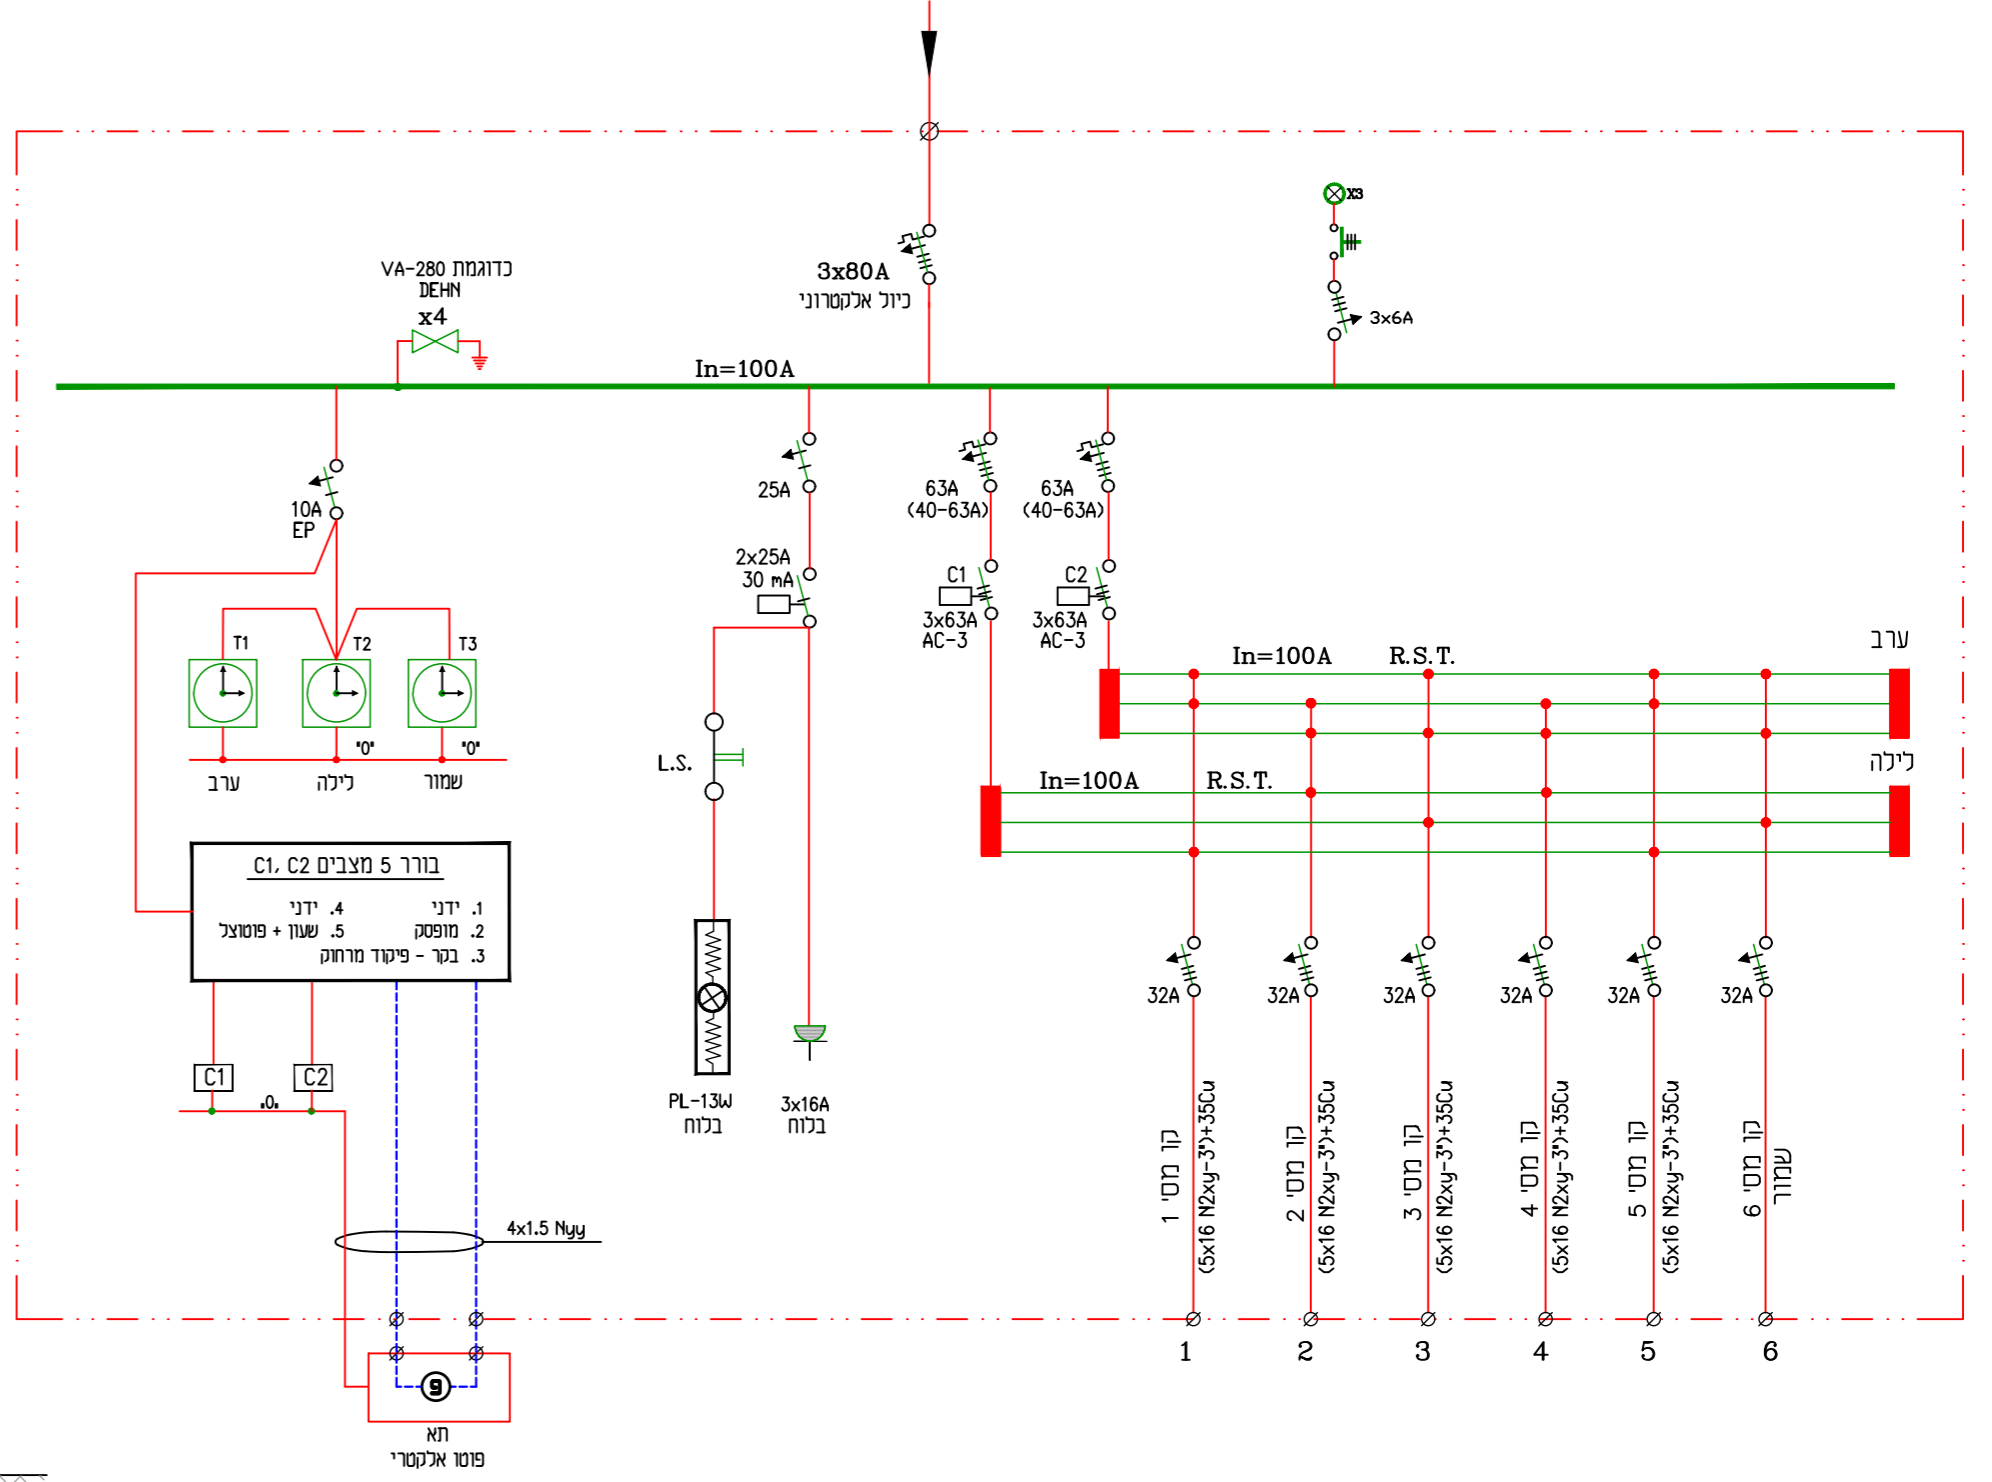 X3
כדוגמת VA-280
DEHN
x4
3x80A
כיול אלקטרוני
3x6A
In=100A
10A
EP
25A
2x25A
30 mA
63A
(40-63A)
63A
(40-63A)
C1
3x63A
AC-3
C2
3x63A
AC-3
T1
T2
T3
"0"
"0"
ערב
לילה
שמור
L.S.
In=100A
R.S.T.
ערב
In=100A
R.S.T.
לילה
בורר 5 מצבים C1, C2
1. ידני
4. ידני
2. מופסק
5. שעון + פוטוצל
3. בקר - פיקוד מרחוק
C1
C2
"0"
PL-13W
בלוח
3x16A
בלוח
32A
32A
32A
32A
32A
32A
קו מס' 1
(5x16 N2xy-3")+35Cu
קו מס' 2
(5x16 N2xy-3")+35Cu
קו מס' 3
(5x16 N2xy-3")+35Cu
קו מס' 4
(5x16 N2xy-3")+35Cu
קו מס' 5
(5x16 N2xy-3")+35Cu
קו מס' 6
שמור
4x1.5 Nyy
1
2
3
4
5
6
פ
תא
פוטו אלקטרי